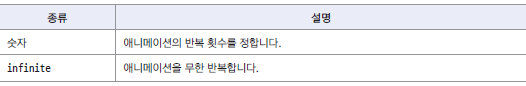 종류 설명
숫자 애니메이션의 반복 횟수를 정합니다.
infinite 애니메이션을 무한 반복합니다.